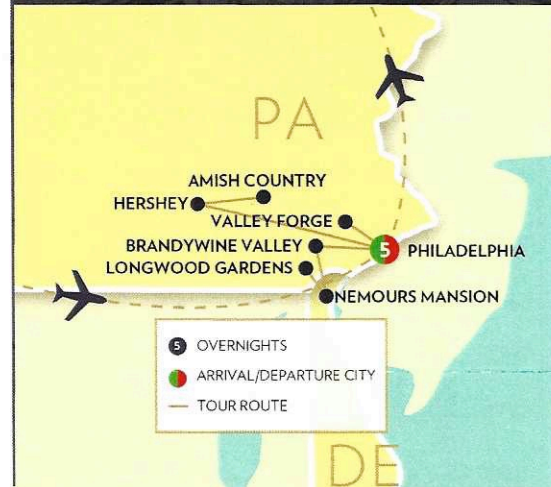 PA
AMISH COUNTRY
HERSHEY
VALLEY FORGE
BRANDYWINE VALLEY
5 PHILADELPHIA
LONGWOOD GARDENS
NEMOURS MANSION
5 OVERNIGHTS
ARRIVAL/DEPARTURE CITY
TOUR ROUTE
DE